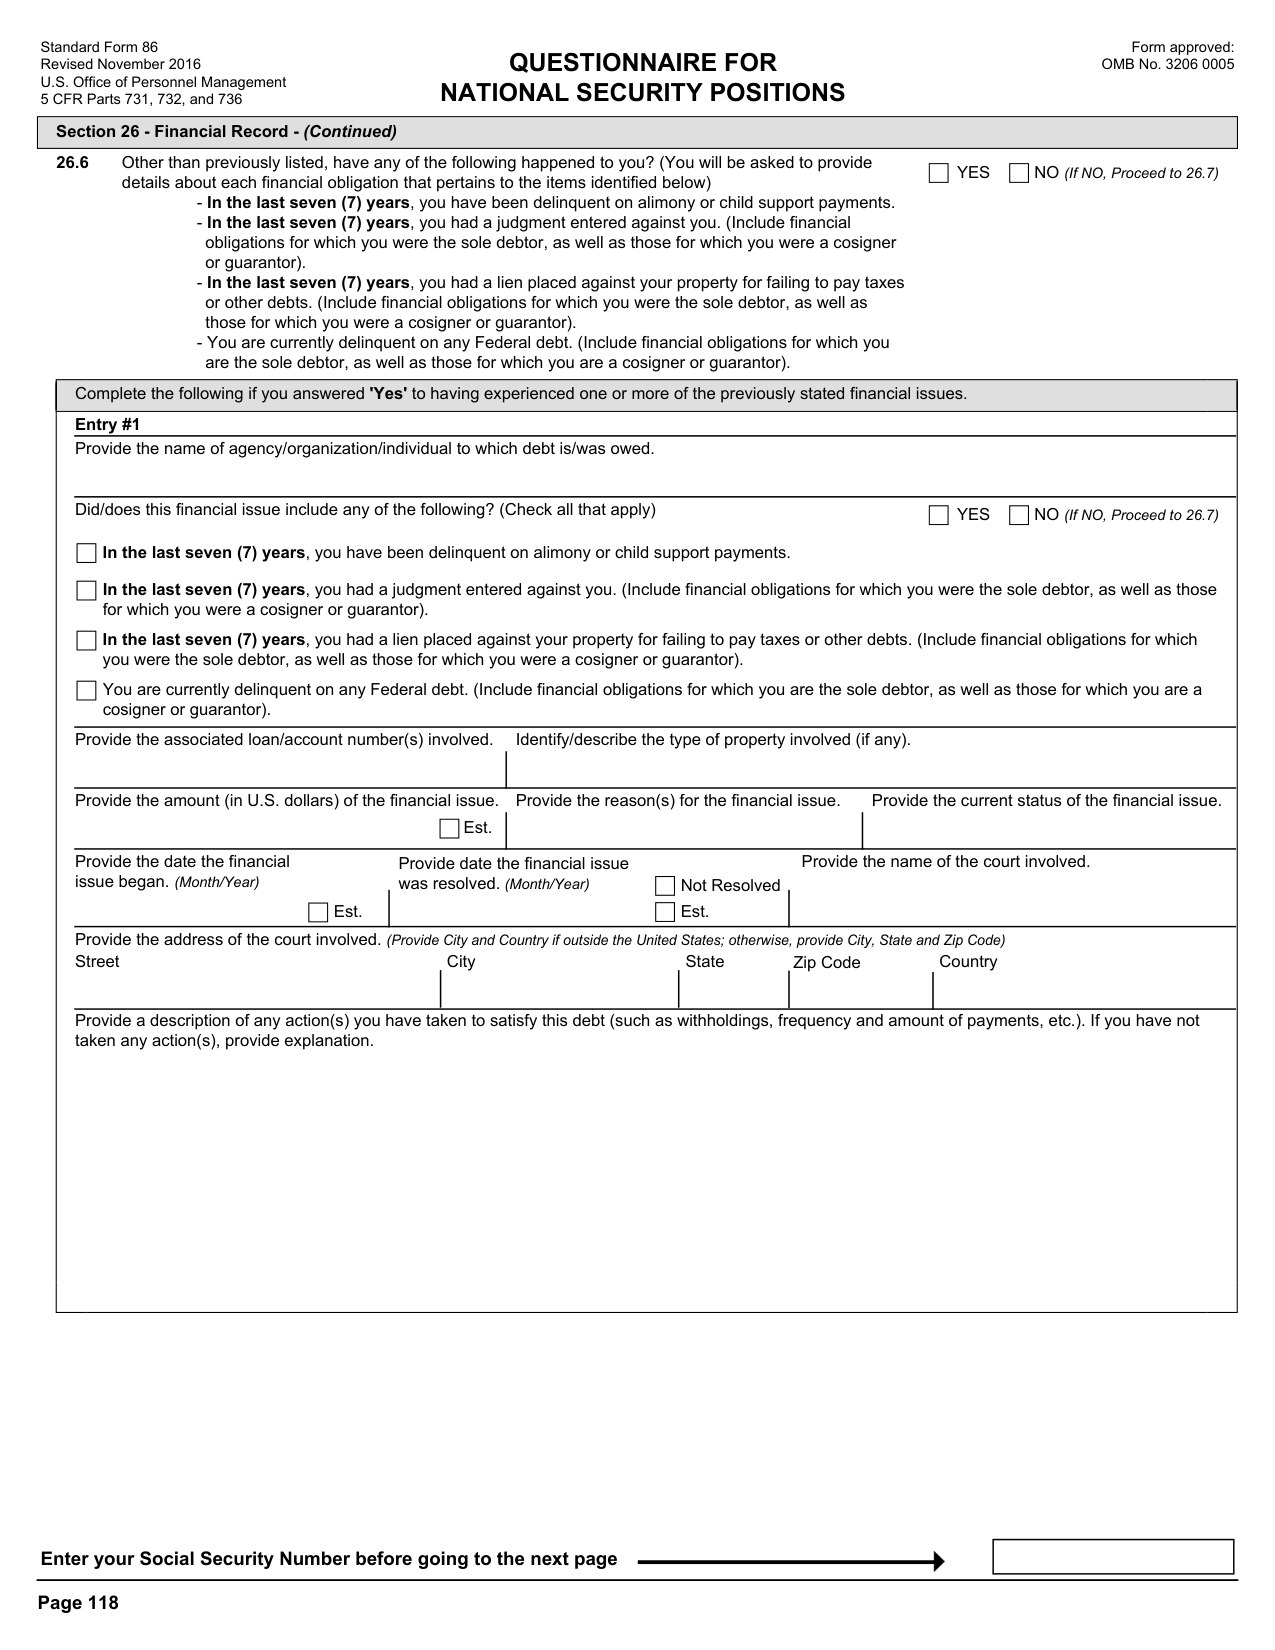 Standard Form 86
Revised November 2016
U.S. Office of Personnel Management
5 CFR Parts 731, 732, and 736
QUESTIONNAIRE FOR
NATIONAL SECURITY POSITIONS
Form approved:
OMB No. 3206 0005
Section 26 - Financial Record - (Continued)
26.6 Other than previously listed, have any of the following happened to you? (You will be asked to provide
details about each financial obligation that pertains to the items identified below)
YES NO (If NO, Proceed to 26.7)
- In the last seven (7) years, you have been delinquent on alimony or child support payments.
- In the last seven (7) years, you had a judgment entered against you. (Include financial
obligations for which you were the sole debtor, as well as those for which you were a cosigner
or guarantor).
- In the last seven (7) years, you had a lien placed against your property for failing to pay taxes
or other debts. (Include financial obligations for which you were the sole debtor, as well as
those for which you were a cosigner or guarantor).
- You are currently delinquent on any Federal debt. (Include financial obligations for which you
are the sole debtor, as well as those for which you are a cosigner or guarantor).
Complete the following if you answered 'Yes' to having experienced one or more of the previously stated financial issues.
Entry #1
Provide the name of agency/organization/individual to which debt is/was owed.
Did/does this financial issue include any of the following? (Check all that apply)
YES NO (If NO, Proceed to 26.7)
In the last seven (7) years, you have been delinquent on alimony or child support payments.
In the last seven (7) years, you had a judgment entered against you. (Include financial obligations for which you were the sole debtor, as well as those
for which you were a cosigner or guarantor).
In the last seven (7) years, you had a lien placed against your property for failing to pay taxes or other debts. (Include financial obligations for which
you were the sole debtor, as well as those for which you were a cosigner or guarantor).
You are currently delinquent on any Federal debt. (Include financial obligations for which you are the sole debtor, as well as those for which you are a
cosigner or guarantor).
Provide the associated loan/account number(s) involved. Identify/describe the type of property involved (if any).
Provide the amount (in U.S. dollars) of the financial issue. Provide the reason(s) for the financial issue. Provide the current status of the financial issue.
Est.
Provide the date the financial
issue began. (Month/Year)
Est.
Provide date the financial issue
was resolved. (Month/Year)
Not Resolved
Est.
Provide the name of the court involved.
Provide the address of the court involved. (Provide City and Country if outside the United States; otherwise, provide City, State and Zip Code)
Street City State Zip Code Country
Provide a description of any action(s) you have taken to satisfy this debt (such as withholdings, frequency and amount of payments, etc.). If you have not
taken any action(s), provide explanation.
Enter your Social Security Number before going to the next page
Page 118